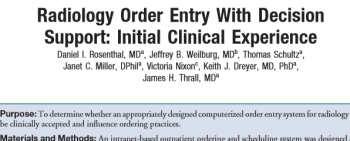 Radiology Order Entry With Decision
Support: Initial Clinical Experience
Daniel I. Rosenthal, MDa, Jeffrey B. Weilburg, MDb, Thomas Schultza,
Janet C. Miller, DPhila, Victoria Nixonc, Keith J. Dreyer, MD, PhDa,
James H. Thrall, MDa
Purpose: To determine whether an appropriately designed computerized order entry system for radiology
be clinically accepted and influence ordering practices.
Materials and Methods: An intranet-based outpatient ordering and scheduling system was designed